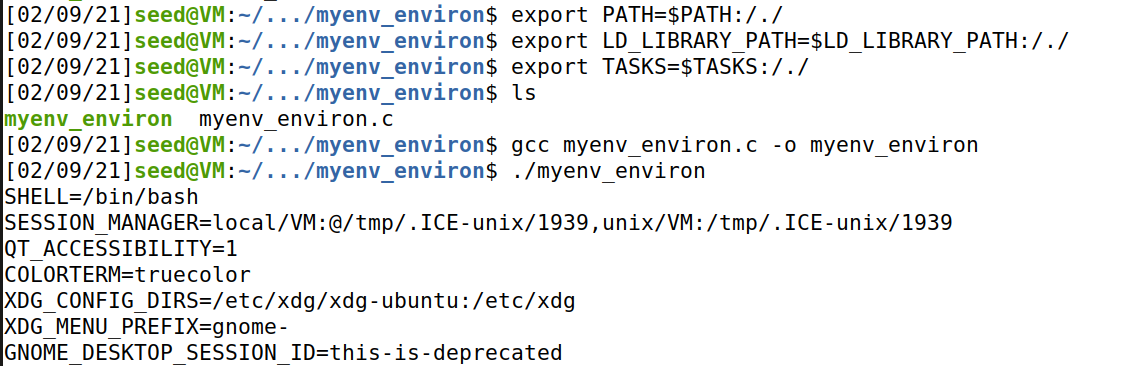 [02/09/21]seed@VM:~/.../myenv_environ$ export PATH=$PATH:/./
[02/09/21]seed@VM:~/.../myenv_environ$ export LD_LIBRARY_PATH=$LD_LIBRARY_PATH:/./
[02/09/21]seed@VM:~/.../myenv_environ$ export TASKS=$TASKS:/./
[02/09/21]seed@VM:~/.../myenv_environ$ ls
myenv_environ  myenv_environ.c
[02/09/21]seed@VM:~/.../myenv_environ$ gcc myenv_environ.c -o myenv_environ
[02/09/21]seed@VM:~/.../myenv_environ$ ./myenv_environ
SHELL=/bin/bash
SESSION_MANAGER=local/VM:@/tmp/.ICE-unix/1939,unix/VM:/tmp/.ICE-unix/1939
QT_ACCESSIBILITY=1
COLORTERM=truecolor
XDG_CONFIG_DIRS=/etc/xdg/xdg-ubuntu:/etc/xdg
XDG_MENU_PREFIX=gnome-
GNOME_DESKTOP_SESSION_ID=this-is-deprecated